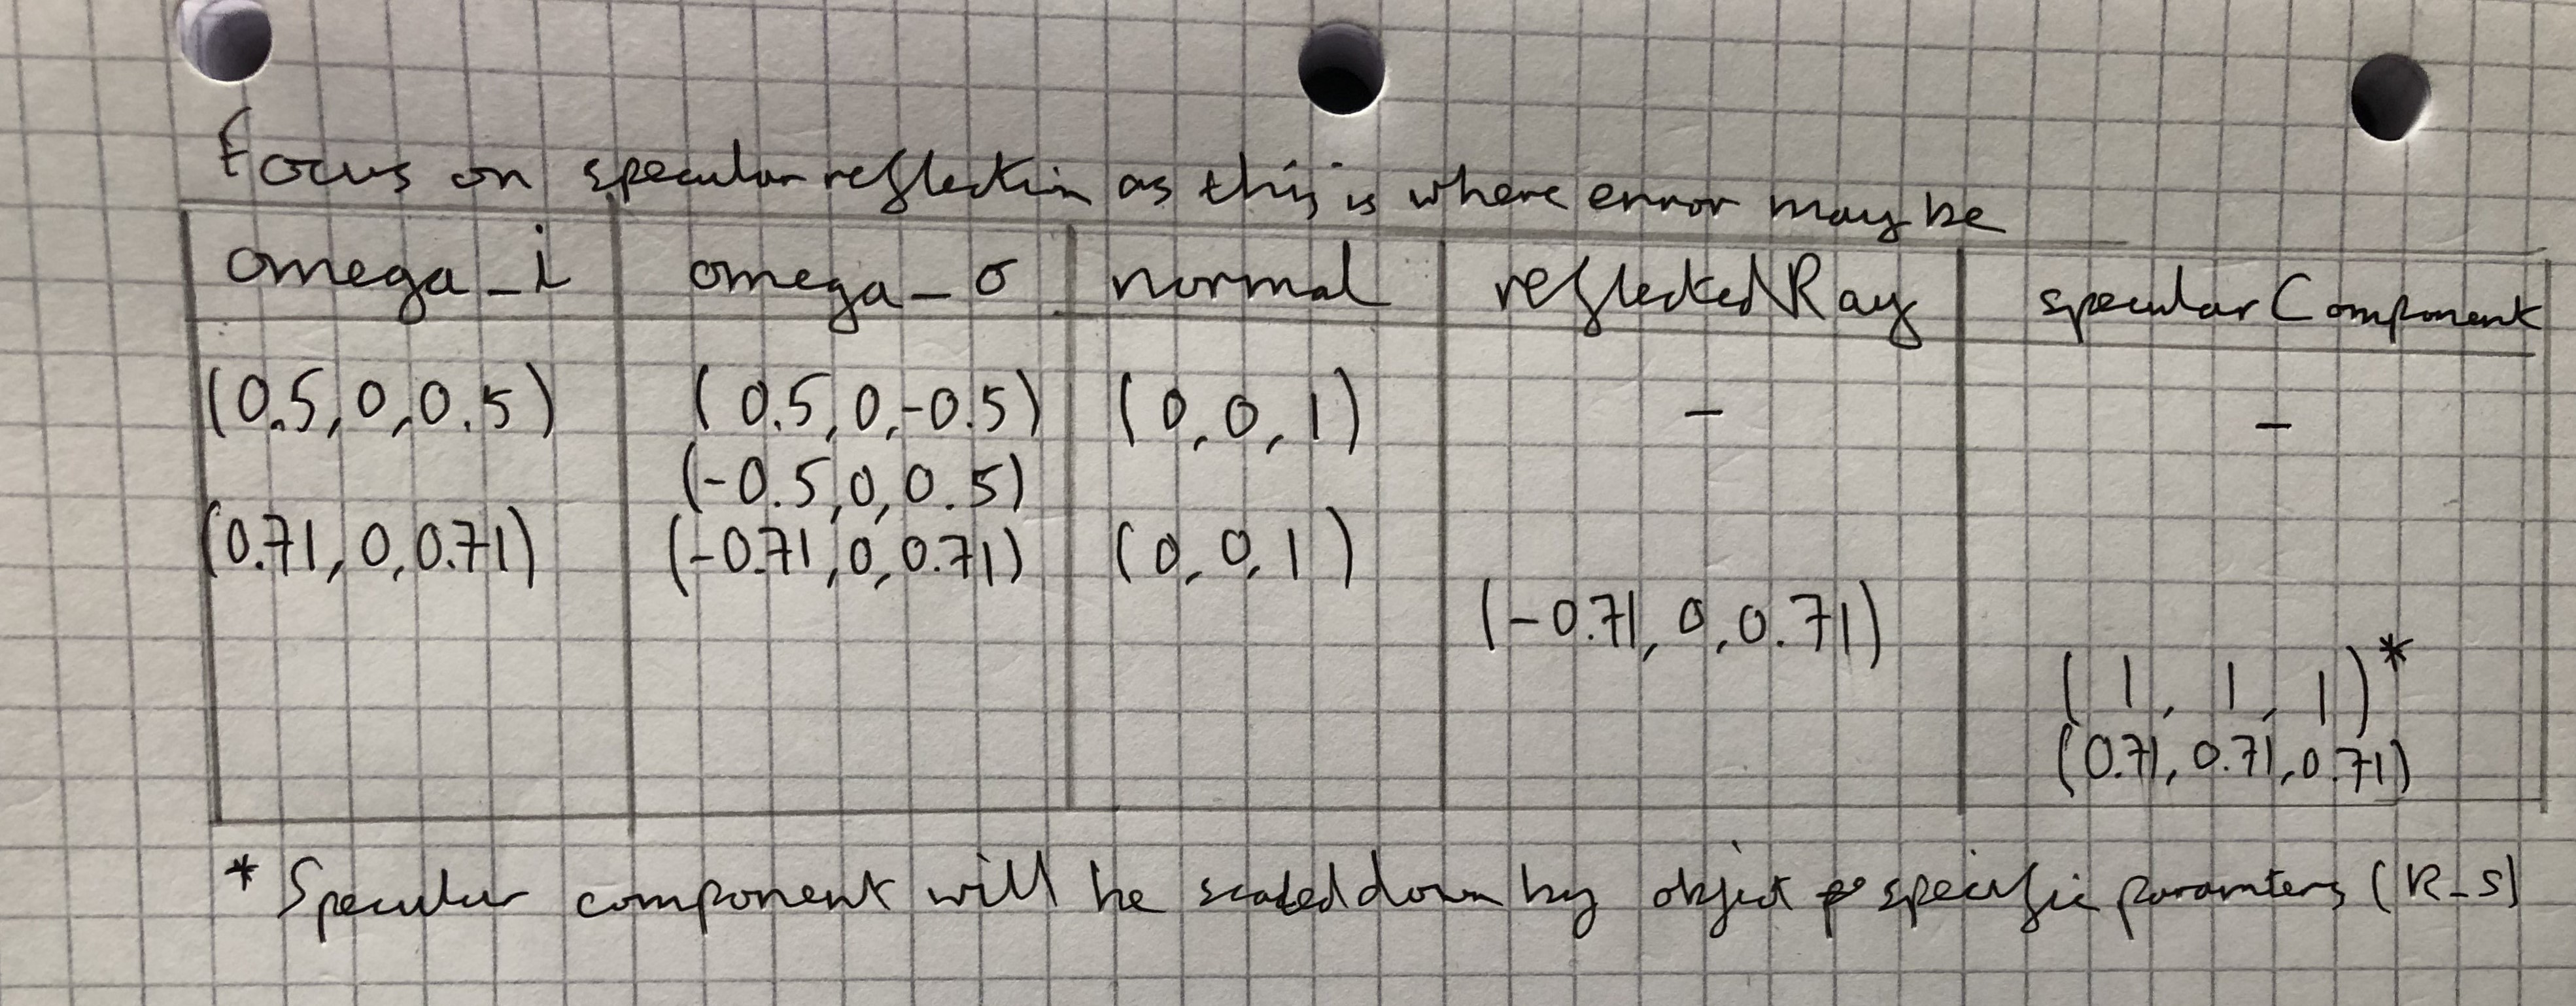 Focus on specular reflection as this is where error may be
omega_i omega_o normal reflectedRay specularComponent
(0.5,0,0.5) (0.5,0,-0.5) (0,0,1) - -
(-0.5,0,0.5)
(0.71,0,0.71) (-0.71,0,0.71) (0,0,1)
(-0.71,0,0.71)
(1,1,1)*
(0.71,0.71,0.71)
* Specular component will be scaled down by object specific paramters (k_s)